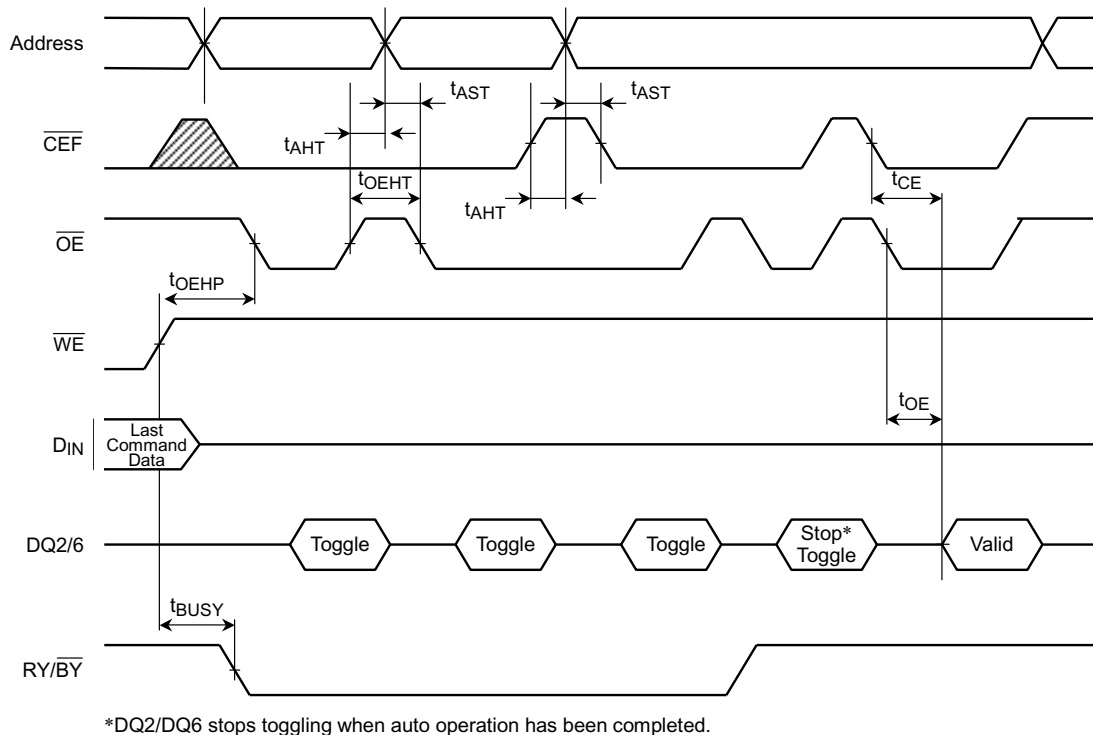 Address
tAST
tAST
CEF
tAHT
tCE
tOEHT
tAHT
OE
tOEHP
WE
tOE
DIN
Last
Command
Data
DQ2/6
Toggle
Toggle
Toggle
Stop*
Toggle
Valid
tBUSY
RY/BY
*DQ2/DQ6 stops toggling when auto operation has been completed.